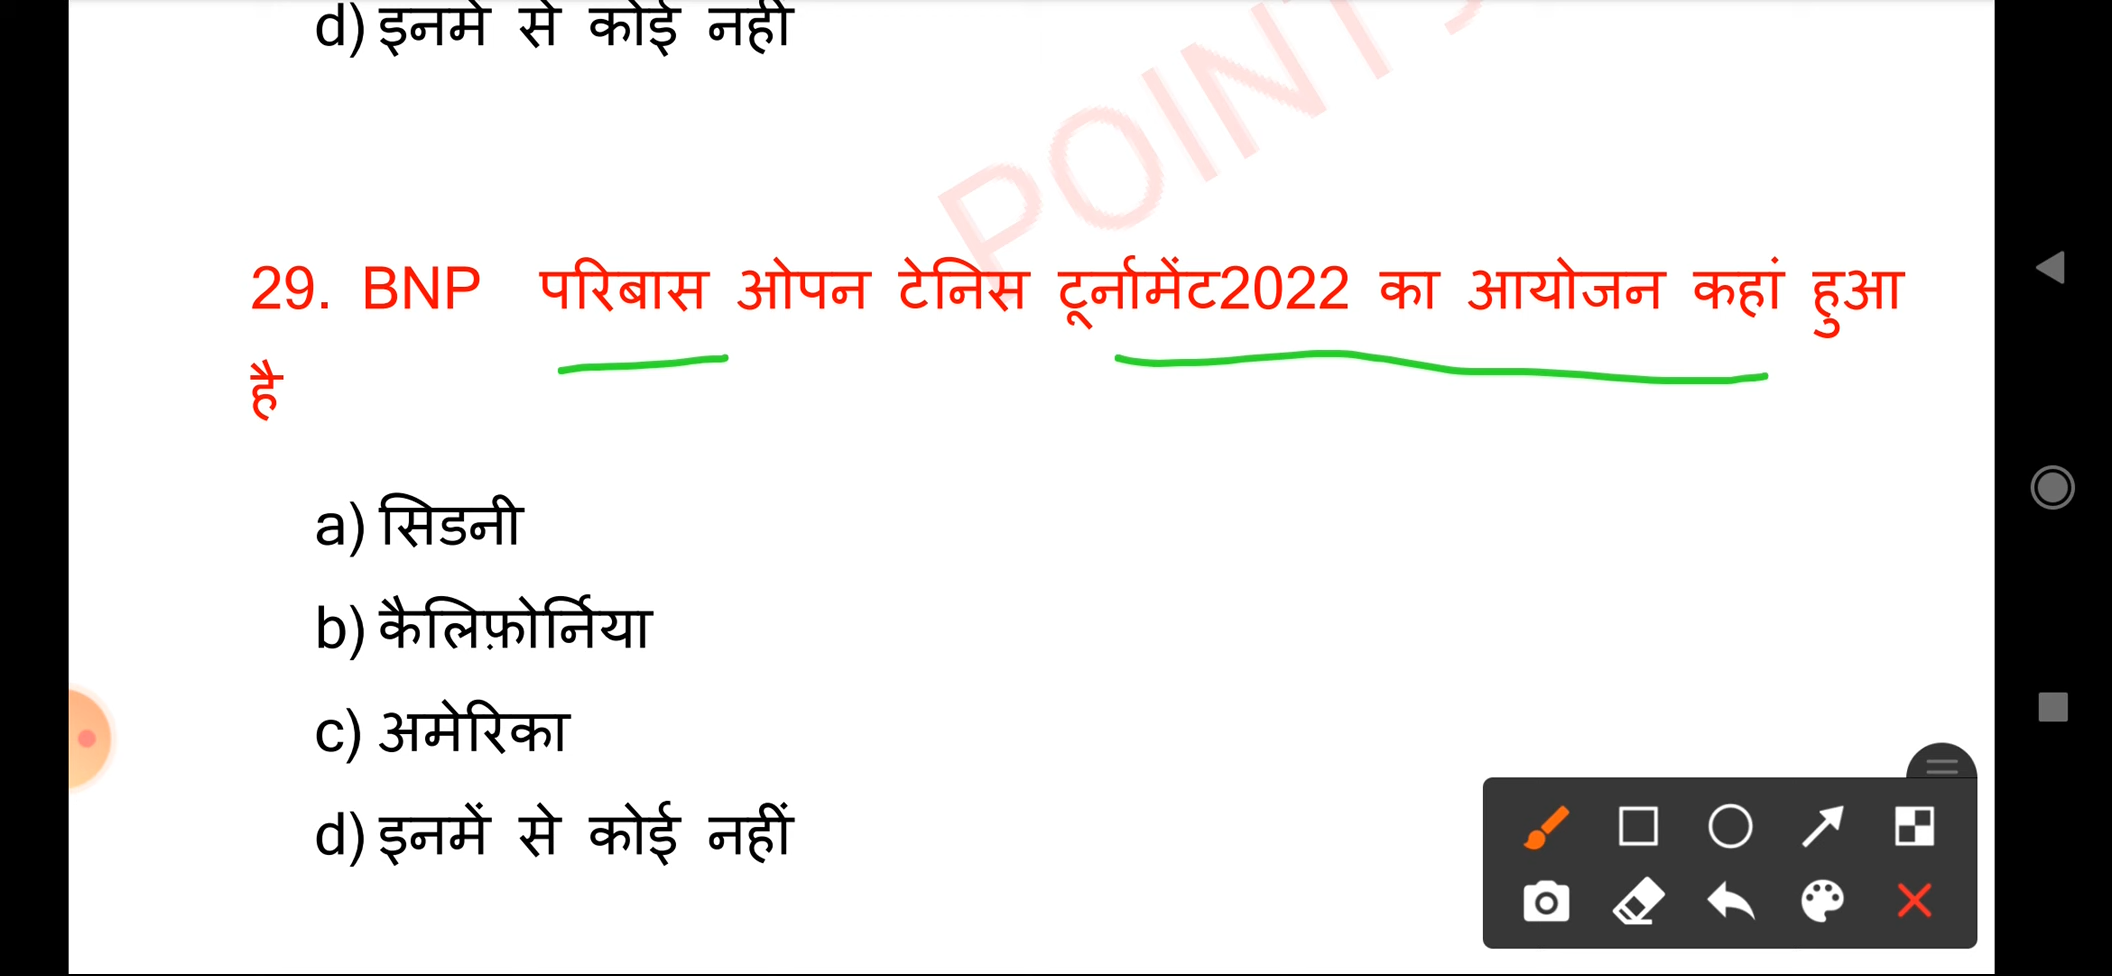 d) इनमें से कोई नहीं
POINT
29. BNP परिबास ओपन टेनिस टूर्नामेंट2022 का आयोजन कहां हुआ
है
a) सिडनी
b) कैलिफ़ोर्निया
c) अमेरिका
d) इनमें से कोई नहीं